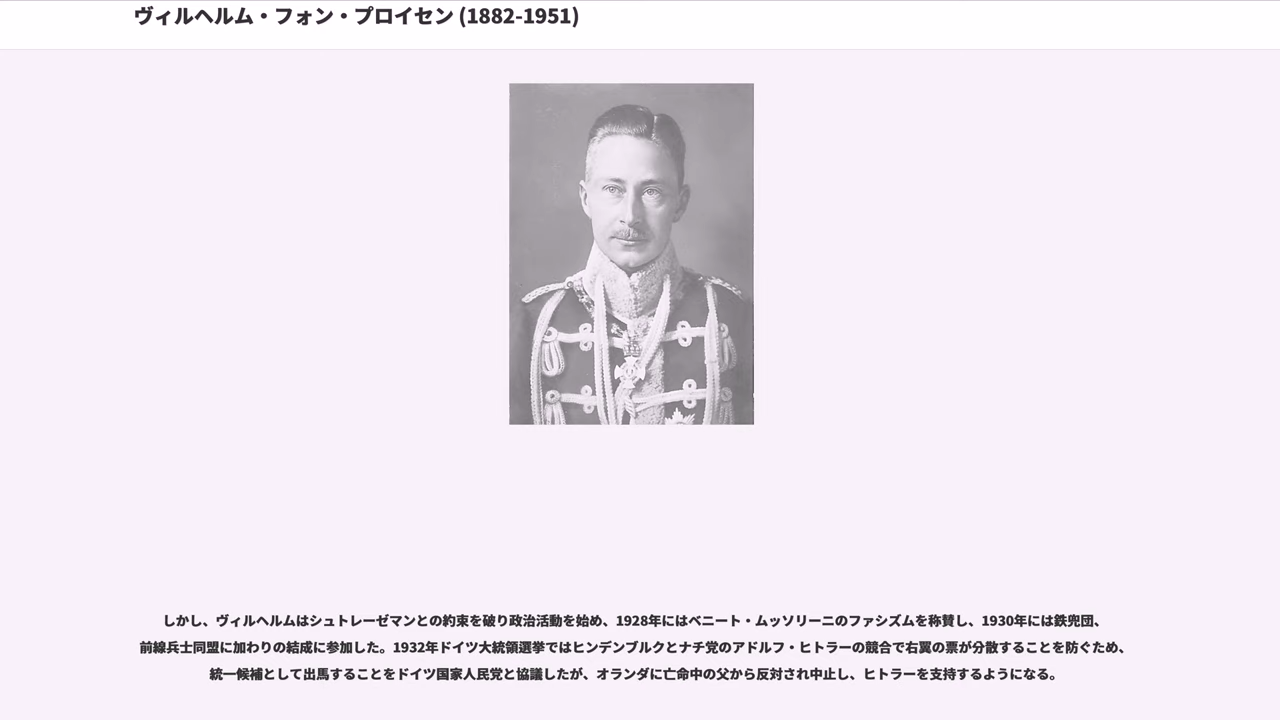 ヴィルヘルム・フォン・プロイセン (1882-1951)
しかし、ヴィルヘルムはシュトレーゼマンとの約束を破り政治活動を始め、1928年にはベニート・ムッソリーニのファシズムを称賛し、1930年には鉄兜団、
前線兵士同盟に加わりの結成に参加した。1932年ドイツ大統領選挙ではヒンデンブルクとナチ党のアドルフ・ヒトラーの競合で右翼の票が分散することを防ぐため、
統一候補として出馬することをドイツ国家人民党と協議したが、オランダに亡命中の父から反対され中止し、ヒトラーを支持するようになる。